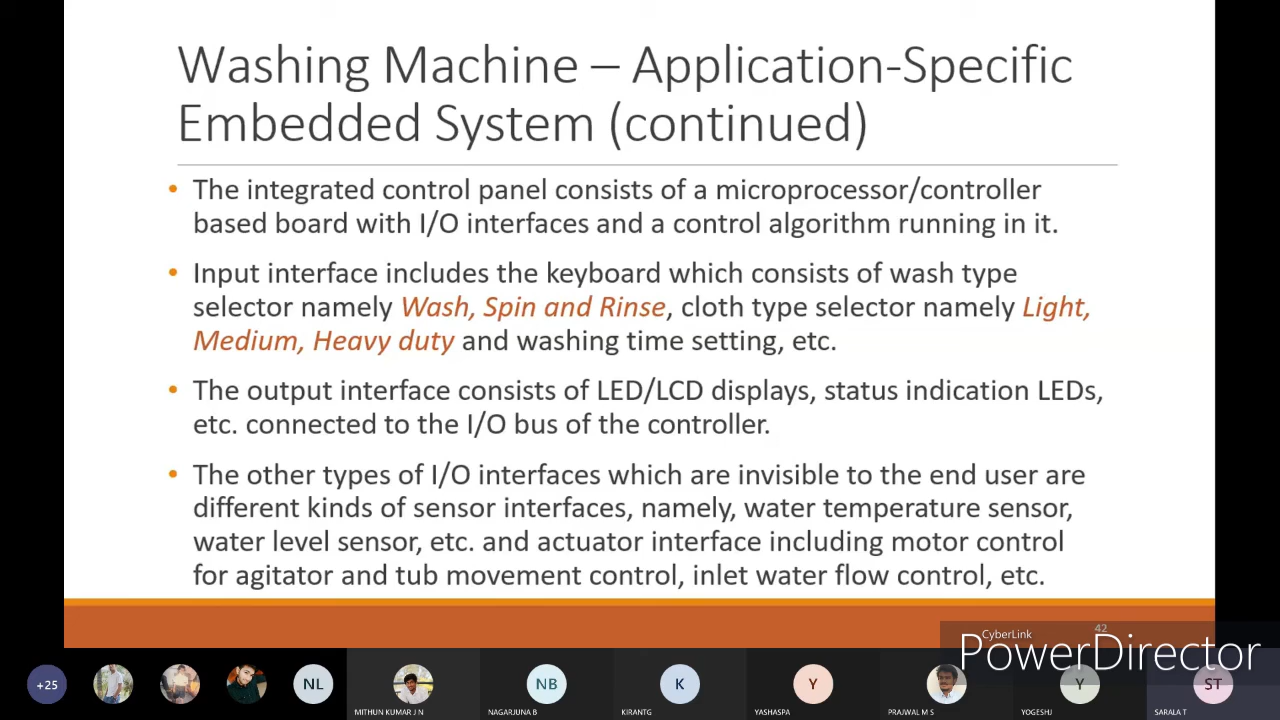 Washing Machine – Application-Specific
Embedded System (continued)
• The integrated control panel consists of a microprocessor/controller
based board with I/O interfaces and a control algorithm running in it.
• Input interface includes the keyboard which consists of wash type
selector namely Wash, Spin and Rinse, cloth type selector namely Light,
Medium, Heavy duty and washing time setting, etc.
• The output interface consists of LED/LCD displays, status indication LEDs,
etc. connected to the I/O bus of the controller.
• The other types of I/O interfaces which are invisible to the end user are
different kinds of sensor interfaces, namely, water temperature sensor,
water level sensor, etc. and actuator interface including motor control
for agitator and tub movement control, inlet water flow control, etc.
42
CyberLink
PowerDirector
+25
NL
NB
K
Y
Y
ST
MITHUN KUMAR J N
NAGARJUNA B
KIRANTG
YASHASPA
PRAJWAL M S
YOGESHJ
SARALA T